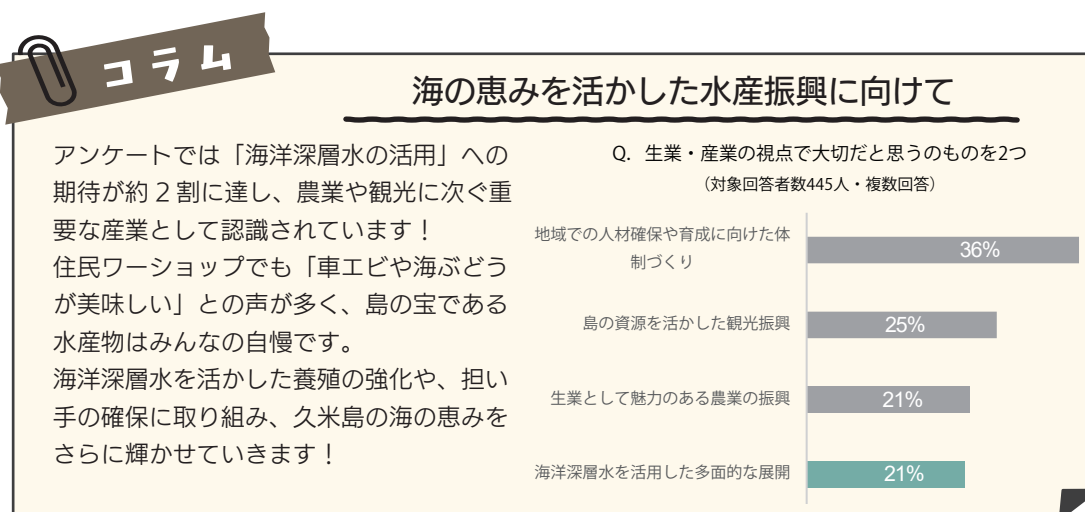 コラム
海の恵みを活かした水産振興に向けて
アンケートでは「海洋深層水の活用」への
期待が約２割に達し、農業や観光に次ぐ重
要な産業として認識されています！
住民ワーショップでも「車エビや海ぶどう
が美味しい」との声が多く、島の宝である
水産物はみんなの自慢です。
海洋深層水を活かした養殖の強化や、担い
手の確保に取り組み、久米島の海の恵みを
さらに輝かせていきます！
Q. 生業・産業の視点で大切だと思うのものを2つ
（対象回答者数445人・複数回答）
地域での人材確保や育成に向けた体
制づくり
36%
島の資源を活かした観光振興
25%
生業として魅力のある農業の振興
21%
海洋深層水を活用した多面的な展開
21%